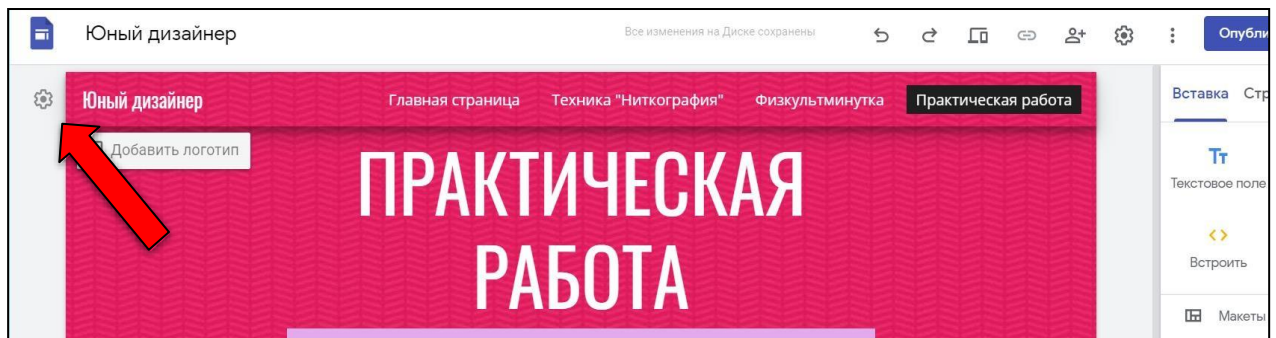 Юный дизайнер
Все изменения на Диске сохранены
Опубли
Юный дизайнер
Главная страница
Техника "Ниткография"
Физкультминутка
Практическая работа
Вставка Стр
Добавить логотип
ПРАКТИЧЕСКАЯ
РАБОТА
Тт
Текстовое поле
Встроить
Макеты